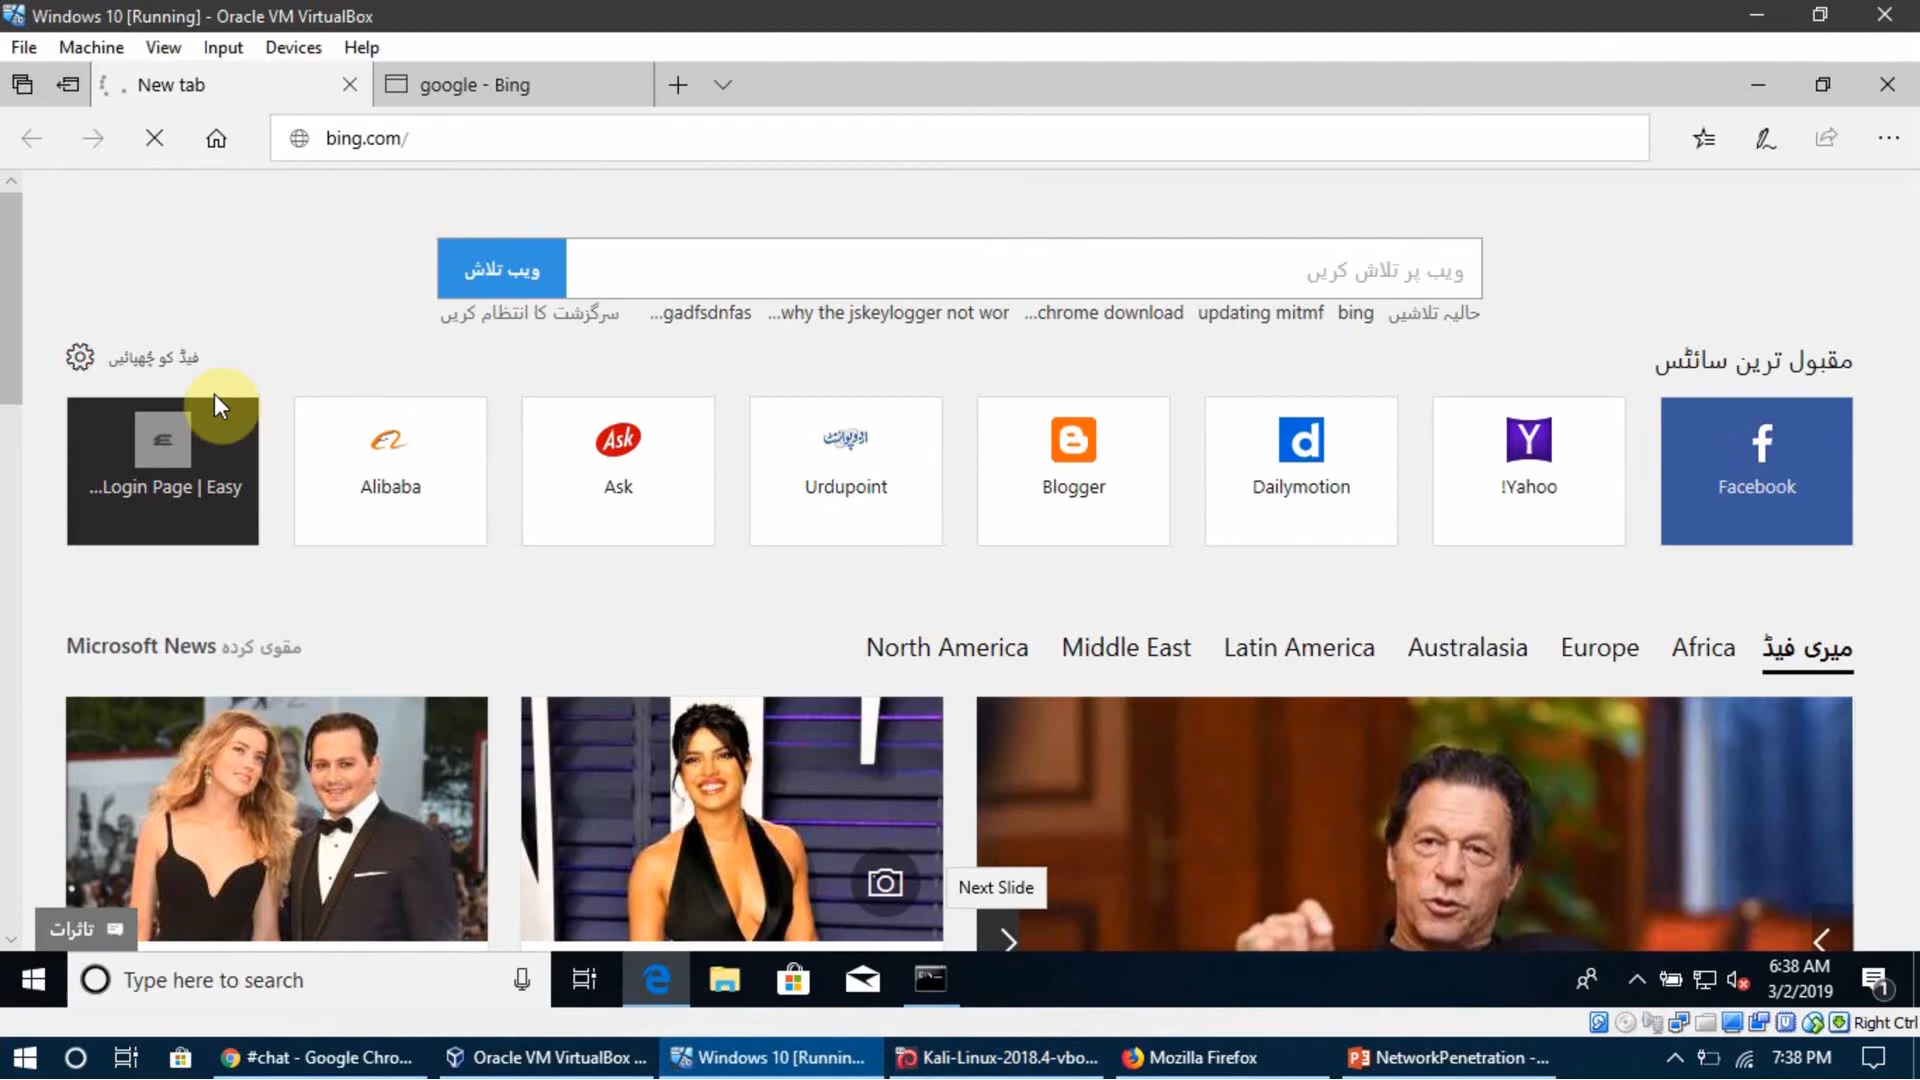 Windows 10 [Running] - Oracle VM VirtualBox
File Machine View Input Devices Help
New tab
google - Bing
bing.com/
ویب پر تلاش کریں
ویب تلاش
حالیہ تلاشیں bing updating mitmf chrome download... why the jskeylogger not wor... gadfsdnfas... سرگزشت کا انتظام کریں
مقبول ترین سائٹس
فیڈ کو چُھپائیں
...Login Page | Easy
Alibaba
Ask
Ask
اردوپوائنٹ
Urdupoint
Blogger
d
Dailymotion
Y
!Yahoo
f
Facebook
Microsoft News مقوی کردہ
North America Middle East Latin America Australasia Europe Africa میری فیڈ
Next Slide
تاثرات
Type here to search
6:38 AM
3/2/2019
1
Right Ctrl
#chat - Google Chro...
Oracle VM VirtualBox ...
Windows 10 [Runnin...
Kali-Linux-2018.4-vbo...
Mozilla Firefox
NetworkPenetration -...
7:38 PM